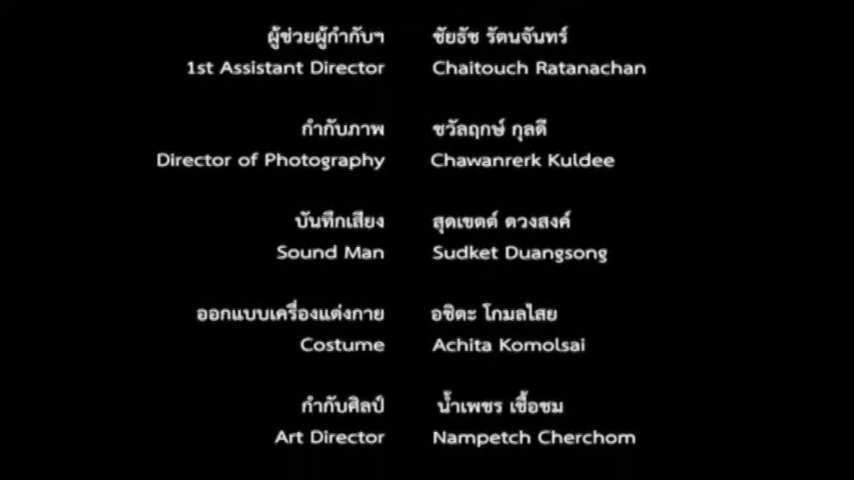 ผู้ช่วยผู้กำกับฯ ชัยธัช รัตนจันทร์
1st Assistant Director Chaitouch Ratanachan
กำกับภาพ ชวัลฤกษ์ กุลดี
Director of Photography Chawanrerk Kuldee
บันทึกเสียง สุดเขตต์ ดวงสงค์
Sound Man Sudket Duangsong
ออกแบบเครื่องแต่งกาย อชิตะ โกมลไสย
Costume Achita Komolsai
กำกับศิลป์ น้ำเพชร เชื้อชม
Art Director Nampetch Cherchom